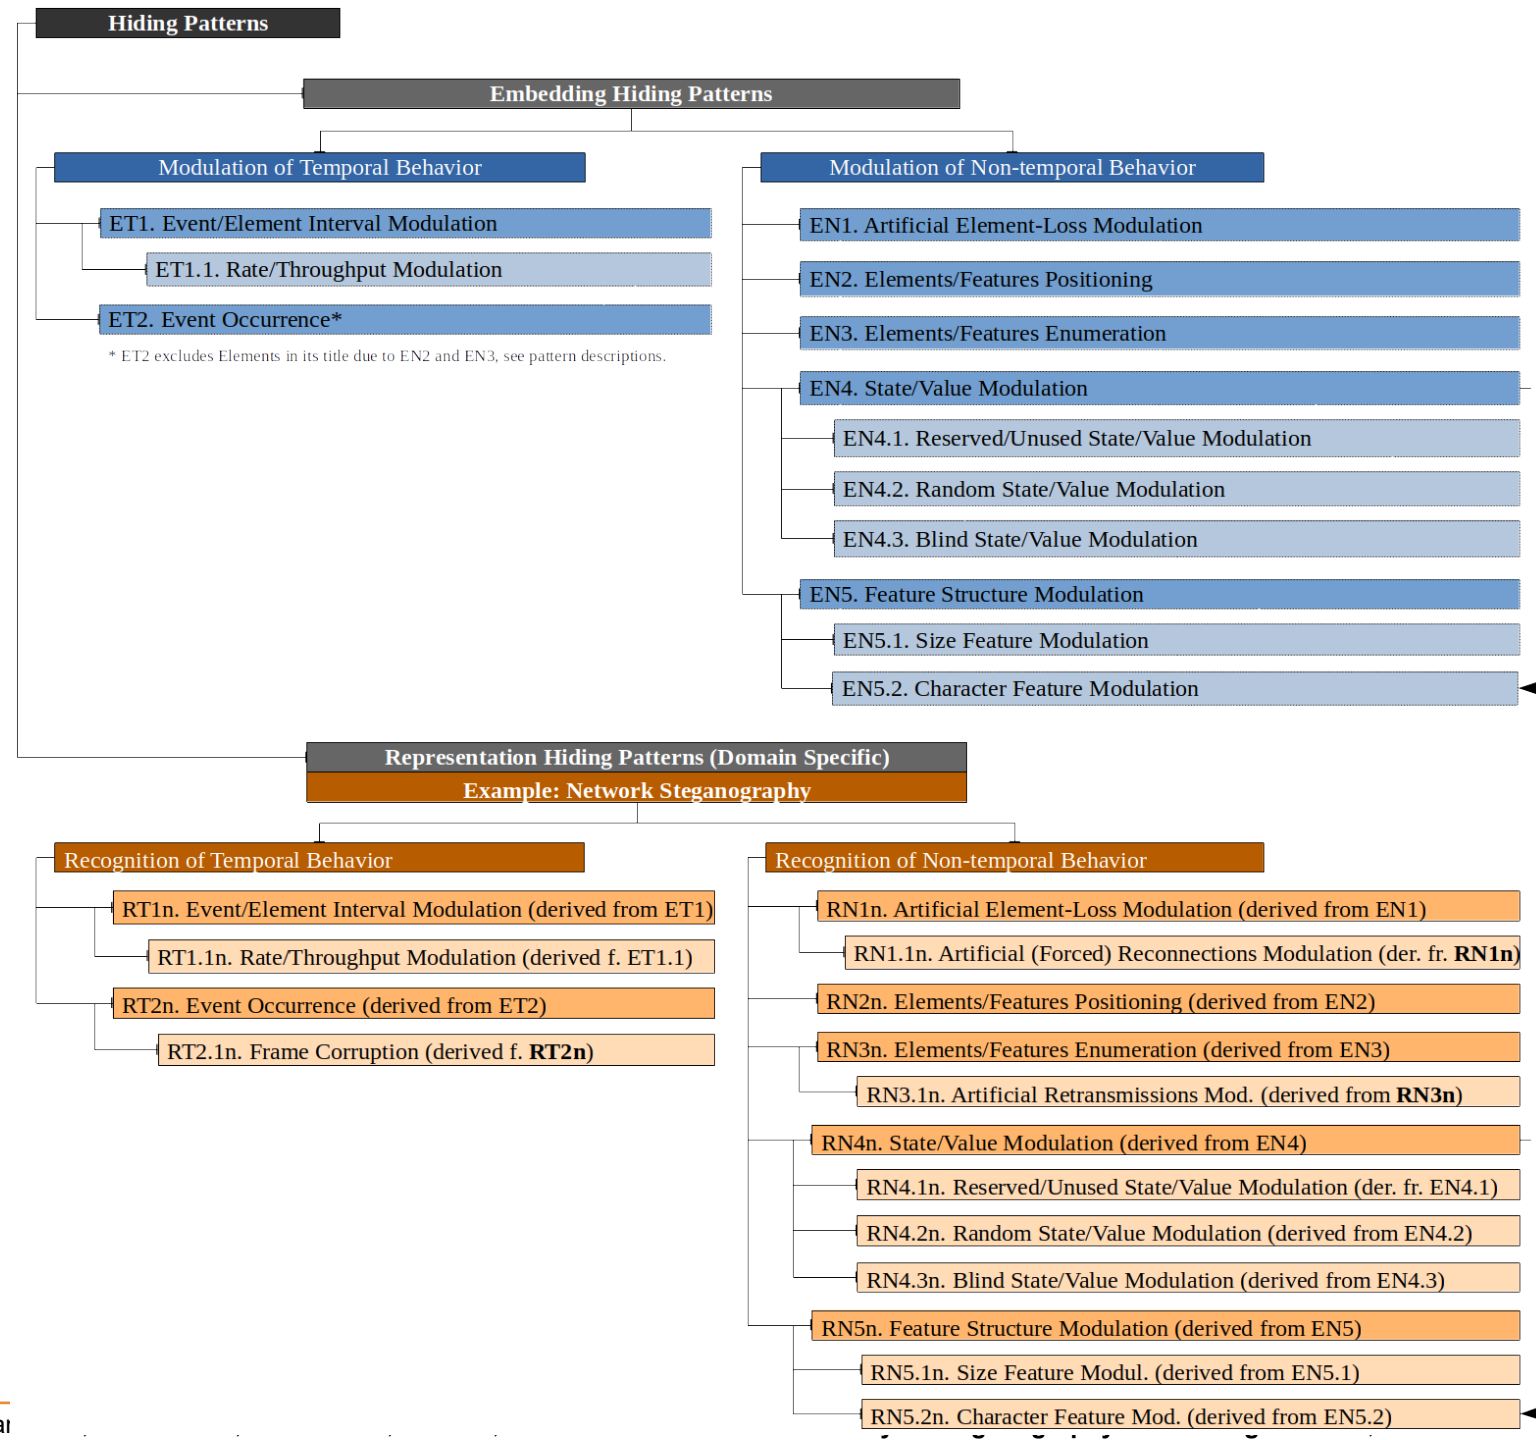 Hiding Patterns
Embedding Hiding Patterns
Modulation of Temporal Behavior
ET1. Event/Element Interval Modulation
ET1.1. Rate/Throughput Modulation
ET2. Event Occurrence*
* ET2 excludes Elements in its title due to EN2 and EN3, see pattern descriptions.
Modulation of Non-temporal Behavior
EN1. Artificial Element-Loss Modulation
EN2. Elements/Features Positioning
EN3. Elements/Features Enumeration
EN4. State/Value Modulation
EN4.1. Reserved/Unused State/Value Modulation
EN4.2. Random State/Value Modulation
EN4.3. Blind State/Value Modulation
EN5. Feature Structure Modulation
EN5.1. Size Feature Modulation
EN5.2. Character Feature Modulation
Representation Hiding Patterns (Domain Specific)
Example: Network Steganography
Recognition of Temporal Behavior
RT1n. Event/Element Interval Modulation (derived from ET1)
RT1.1n. Rate/Throughput Modulation (derived f. ET1.1)
RT2n. Event Occurrence (derived from ET2)
RT2.1n. Frame Corruption (derived f. RT2n)
Recognition of Non-temporal Behavior
RN1n. Artificial Element-Loss Modulation (derived from EN1)
RN1.1n. Artificial (Forced) Reconnections Modulation (der. fr. RN1n)
RN2n. Elements/Features Positioning (derived from EN2)
RN3n. Elements/Features Enumeration (derived from EN3)
RN3.1n. Artificial Retransmissions Mod. (derived from RN3n)
RN4n. State/Value Modulation (derived from EN4)
RN4.1n. Reserved/Unused State/Value Modulation (der. fr. EN4.1)
RN4.2n. Random State/Value Modulation (derived from EN4.2)
RN4.3n. Blind State/Value Modulation (derived from EN4.3)
RN5n. Feature Structure Modulation (derived from EN5)
RN5.1n. Size Feature Modul. (derived from EN5.1)
RN5.2n. Character Feature Mod. (derived from EN5.2)